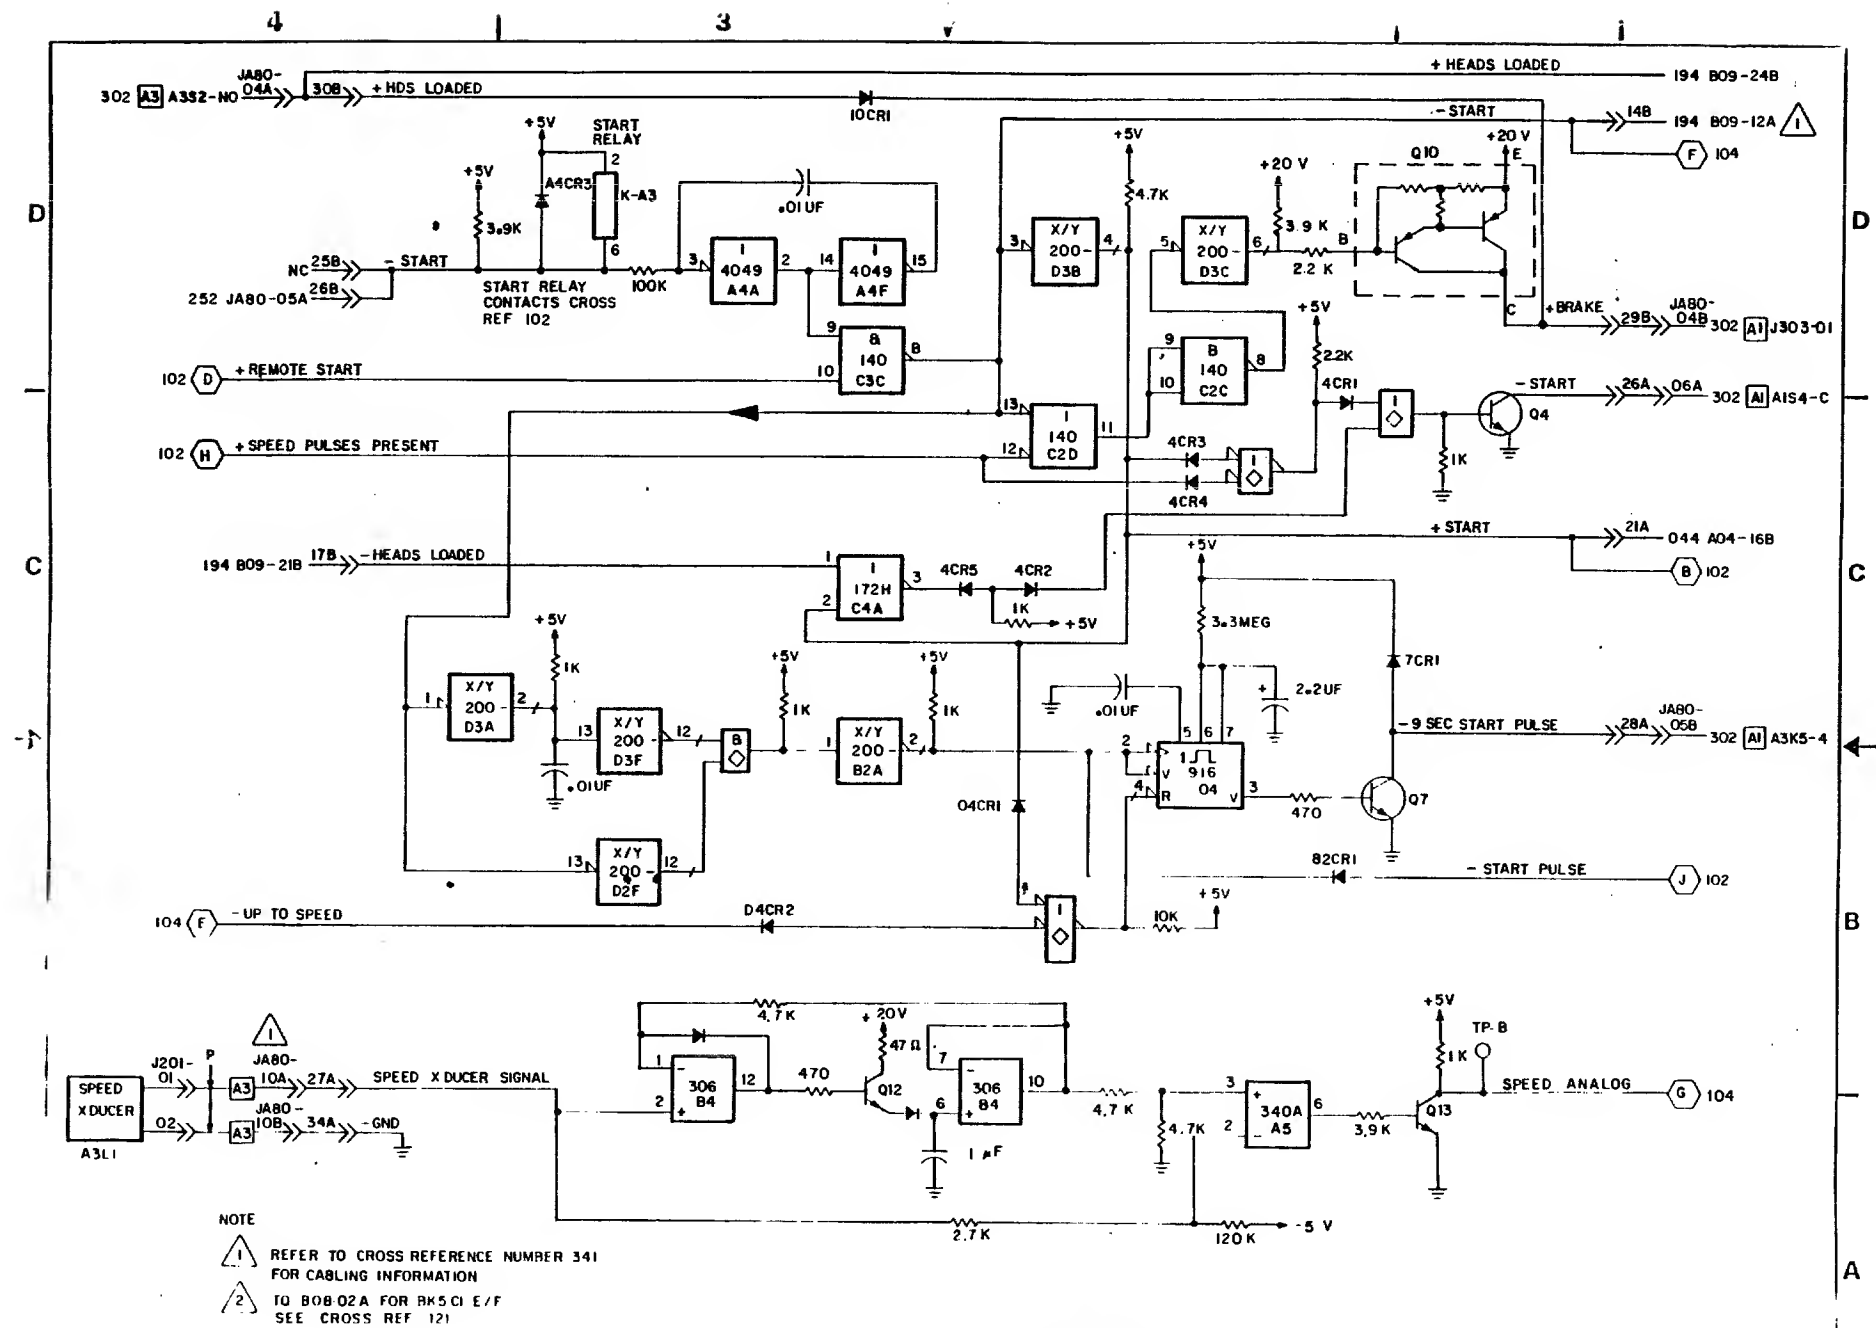 4
3
1
+ HEADS LOADED
194 B09-24B
JA80-
302 A3 A3S2-NO 04A 30B + HDS LOADED
10CR1
- START 14B 194 B09-12A 1
F 104
+5V
START
RELAY
2
A4CR3
K-A3
6
+5V
3.9K
.01UF
+5V
4.7K
+20 V
3.9 K
Q10
+20 V
E
D
D
3 1 2
4049
A4A
14 1 15
4049
A4F
3 X/Y 4
200
D3B
5 X/Y 6
200
D3C
2.2 K
B
C
NC 25B - START
252 JA80-05A 26B
100K
START RELAY
CONTACTS CROSS
REF 102
+BRAKE 29B
JA80-
04B 302 A1 J303-01
9 & 8
10 140
C3C
102 D + REMOTE START
9 B 8
10 140
C2C
+5V
2.2K
4CR1
1
- START 26A 06A 302 A1 A1S4-C
Q4
1K
13 1 11
12 140
C2D
102 H + SPEED PULSES PRESENT
4CR3
1
4CR4
+ START 21A 044 A04-16B
B 102
C
C
194 B09-21B 17B - HEADS LOADED
1 1 3
2 172H
C4A
4CR5
4CR2
1K
+5V
+5V
3.3MEG
7CR1
+5V
1K
1 X/Y 2
200
D3A
13 X/Y 12
200
D3F
.01UF
B
+5V
1K
1 X/Y 2
200
B2A
+5V
1K
.01UF
2.2UF
+
5 6 7
2 1
V 916
4 R 04 V 3
470
Q7
- 9 SEC START PULSE 28A
JA80-
05B 302 A1 A3K5-4
04CR1
13 X/Y 12
200
D2F
82CR1
- START PULSE J 102
B
B
104 F - UP TO SPEED
D4CR2
1
10K
+5V
4.7K
+ 20V
47 Ω
+5V
TP-B
1 K
1
P
J201-
01
JA80-
A3 10A 27A SPEED XDUCER SIGNAL
SPEED
XDUCER
A3L1
02
JA80-
A3 10B 34A - GND
1 - 12
306
2 + B4
470
Q12
7 - 10
306
6 + B4
1 µF
4.7K
4.7K
3 + 6
340A
2 - A5
3.9 K
Q13
SPEED ANALOG G 104
2.7K
120K
-5 V
A
NOTE
1 REFER TO CROSS REFERENCE NUMBER 341
FOR CABLING INFORMATION
2 TO B08-02A FOR BK5C1 E/F
SEE CROSS REF 121